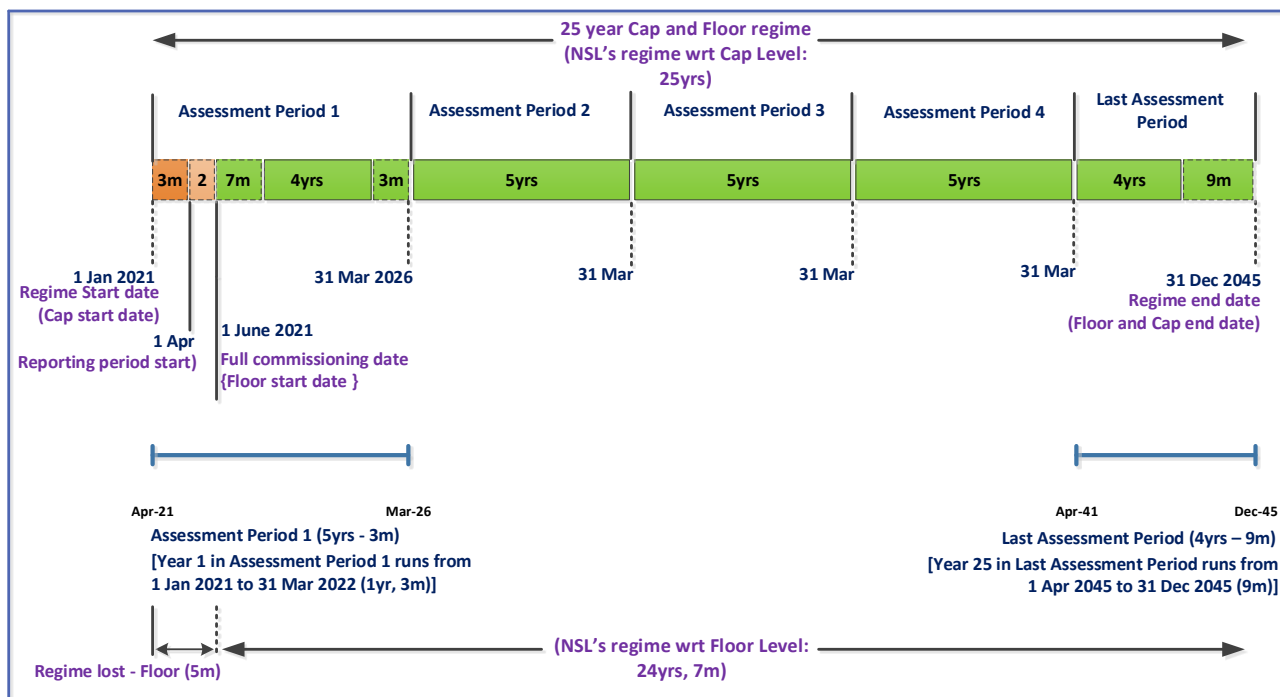 25 year Cap and Floor regime
(NSL's regime wrt Cap Level:
25yrs)
Assessment Period 1
Assessment Period 2
Assessment Period 3
Assessment Period 4
Last Assessment
Period
3m
2
7m
4yrs
3m
5yrs
5yrs
5yrs
4yrs
9m
1 Jan 2021
Regime Start date
(Cap start date)
1 Apr
Reporting period start)
1 June 2021
Full commissioning date
{Floor start date }
31 Mar 2026
31 Mar
31 Mar
31 Mar
31 Dec 2045
Regime end date
(Floor and Cap end date)
Apr-21
Mar-26
Apr-41
Dec-45
Assessment Period 1 (5yrs - 3m)
[Year 1 in Assessment Period 1 runs from
1 Jan 2021 to 31 Mar 2022 (1yr, 3m)]
Last Assessment Period (4yrs – 9m)
[Year 25 in Last Assessment Period runs from
1 Apr 2045 to 31 Dec 2045 (9m)]
Regime lost - Floor (5m)
(NSL's regime wrt Floor Level:
24yrs, 7m)